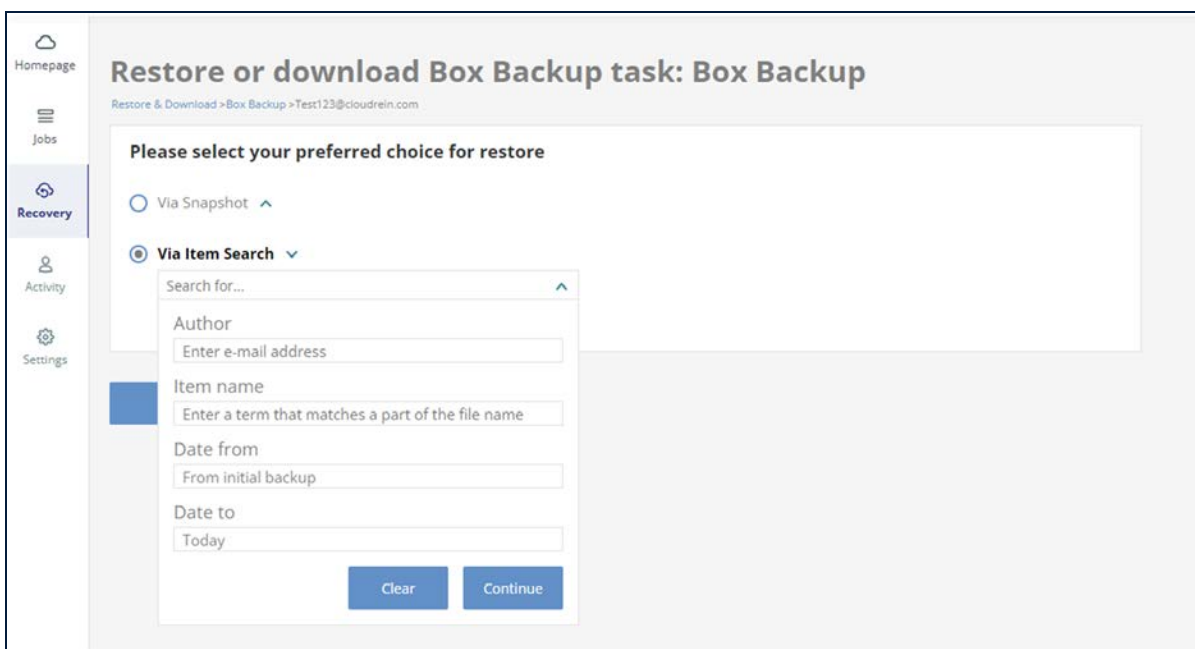 Homepage
Jobs
Recovery
Activity
Settings
Restore or download Box Backup task: Box Backup
Restore & Download >Box Backup >Test123@cloudrein.com
Please select your preferred choice for restore
Via Snapshot
Via Item Search
Search for...
Author
Enter e-mail address
Item name
Enter a term that matches a part of the file name
Date from
From initial backup
Date to
Today
Clear Continue